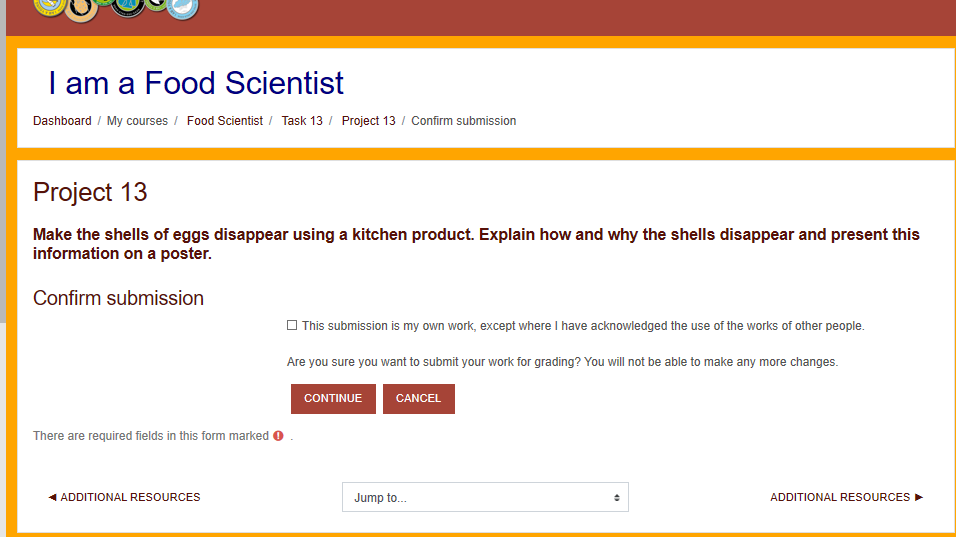 I am a Food Scientist
Dashboard / My courses / Food Scientist / Task 13 / Project 13 / Confirm submission
Project 13
Make the shells of eggs disappear using a kitchen product. Explain how and why the shells disappear and present this
information on a poster.
Confirm submission
This submission is my own work, except where I have acknowledged the use of the works of other people.
Are you sure you want to submit your work for grading? You will not be able to make any more changes.
CONTINUE CANCEL
There are required fields in this form marked .
◄ ADDITIONAL RESOURCES Jump to... ADDITIONAL RESOURCES ►